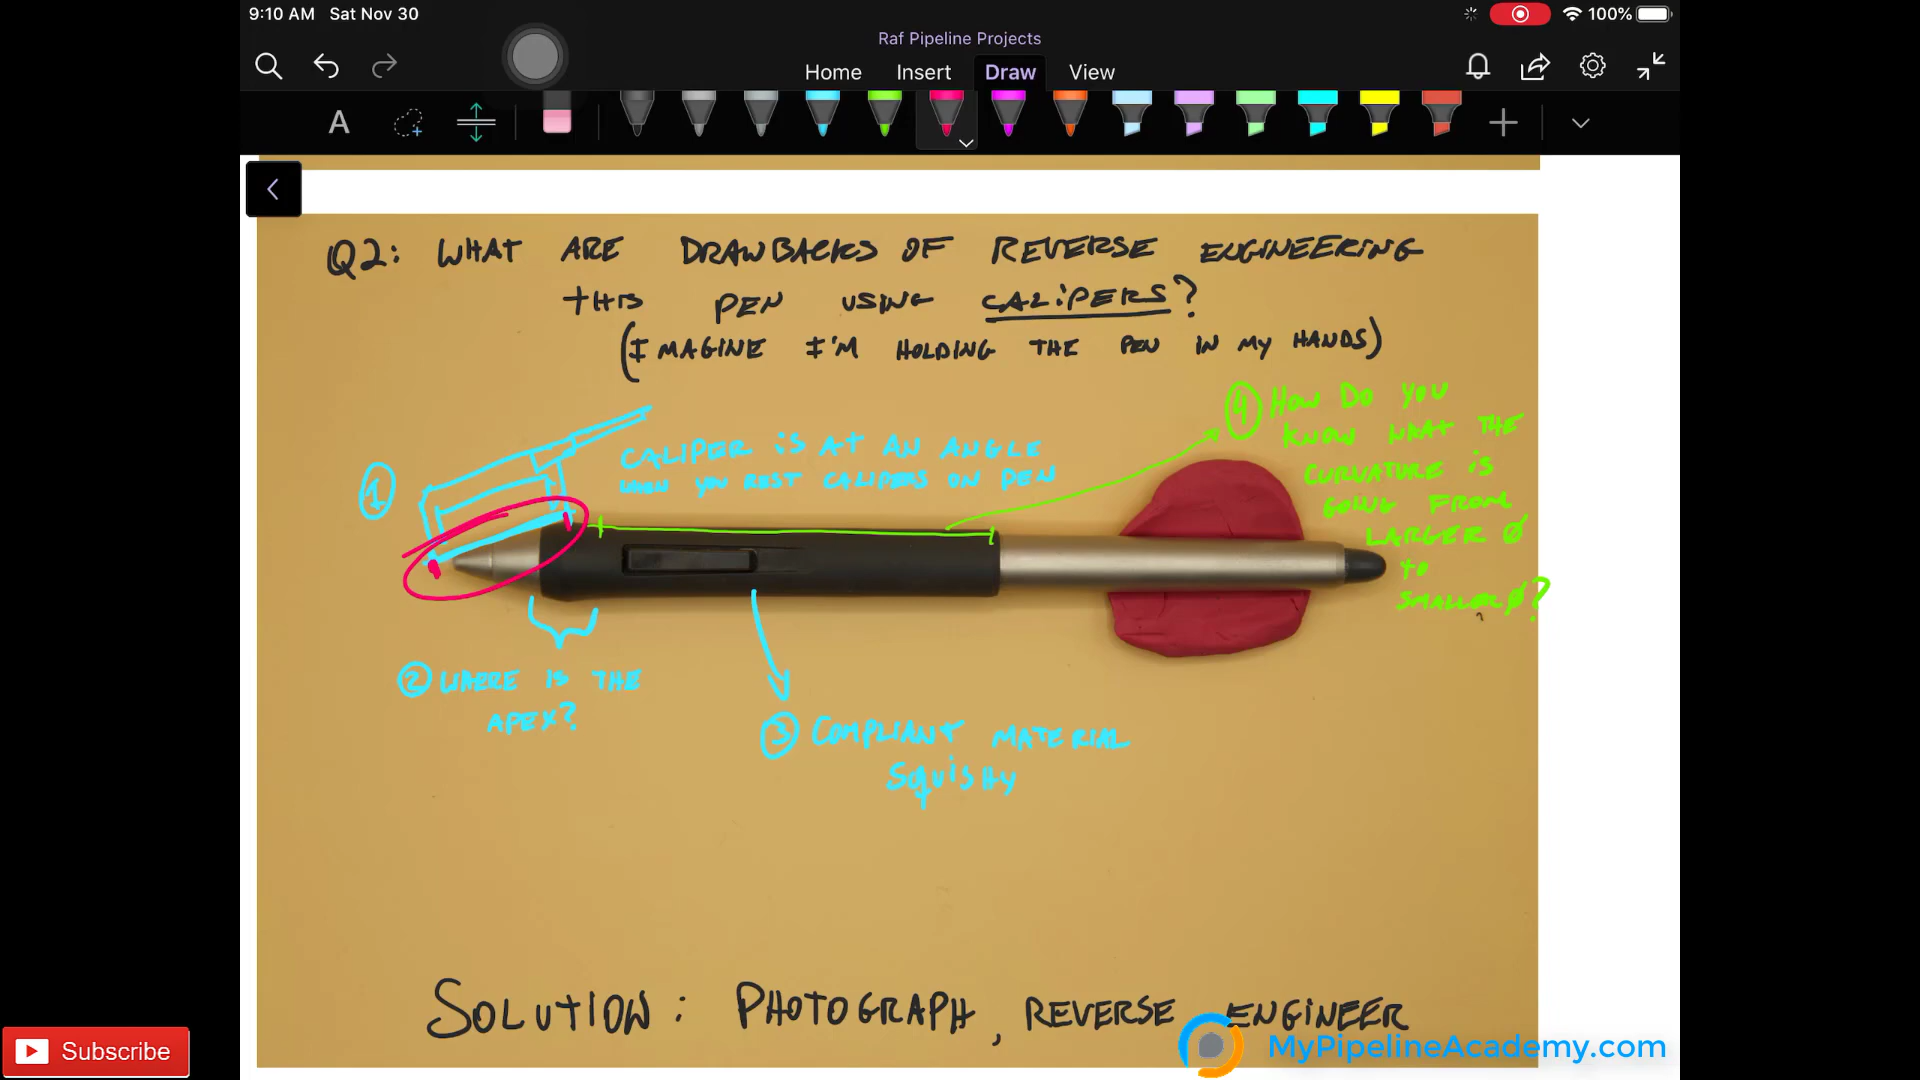 9:10 AM Sat Nov 30
100%
Raf Pipeline Projects
Home Insert Draw View
A
Q2: WHAT ARE DRAWBACKS OF REVERSE ENGINEERING
THIS PEN USING CALIPERS?
(IMAGINE I'M HOLDING THE PEN IN MY HANDS)
1
CALIPER IS AT AN ANGLE
WHEN YOU REST CALIPERS ON PEN
4 HOW DO YOU
KNOW WHAT THE
CURVATURE IS
GOING FROM
LARGER Ø
TO
SMALLER Ø?
2 WHERE IS THE
APEX?
3 COMPLIANT MATERIAL
SQUISHY
SOLUTION: PHOTOGRAPH, REVERSE ENGINEER
Subscribe
MyPipelineAcademy.com